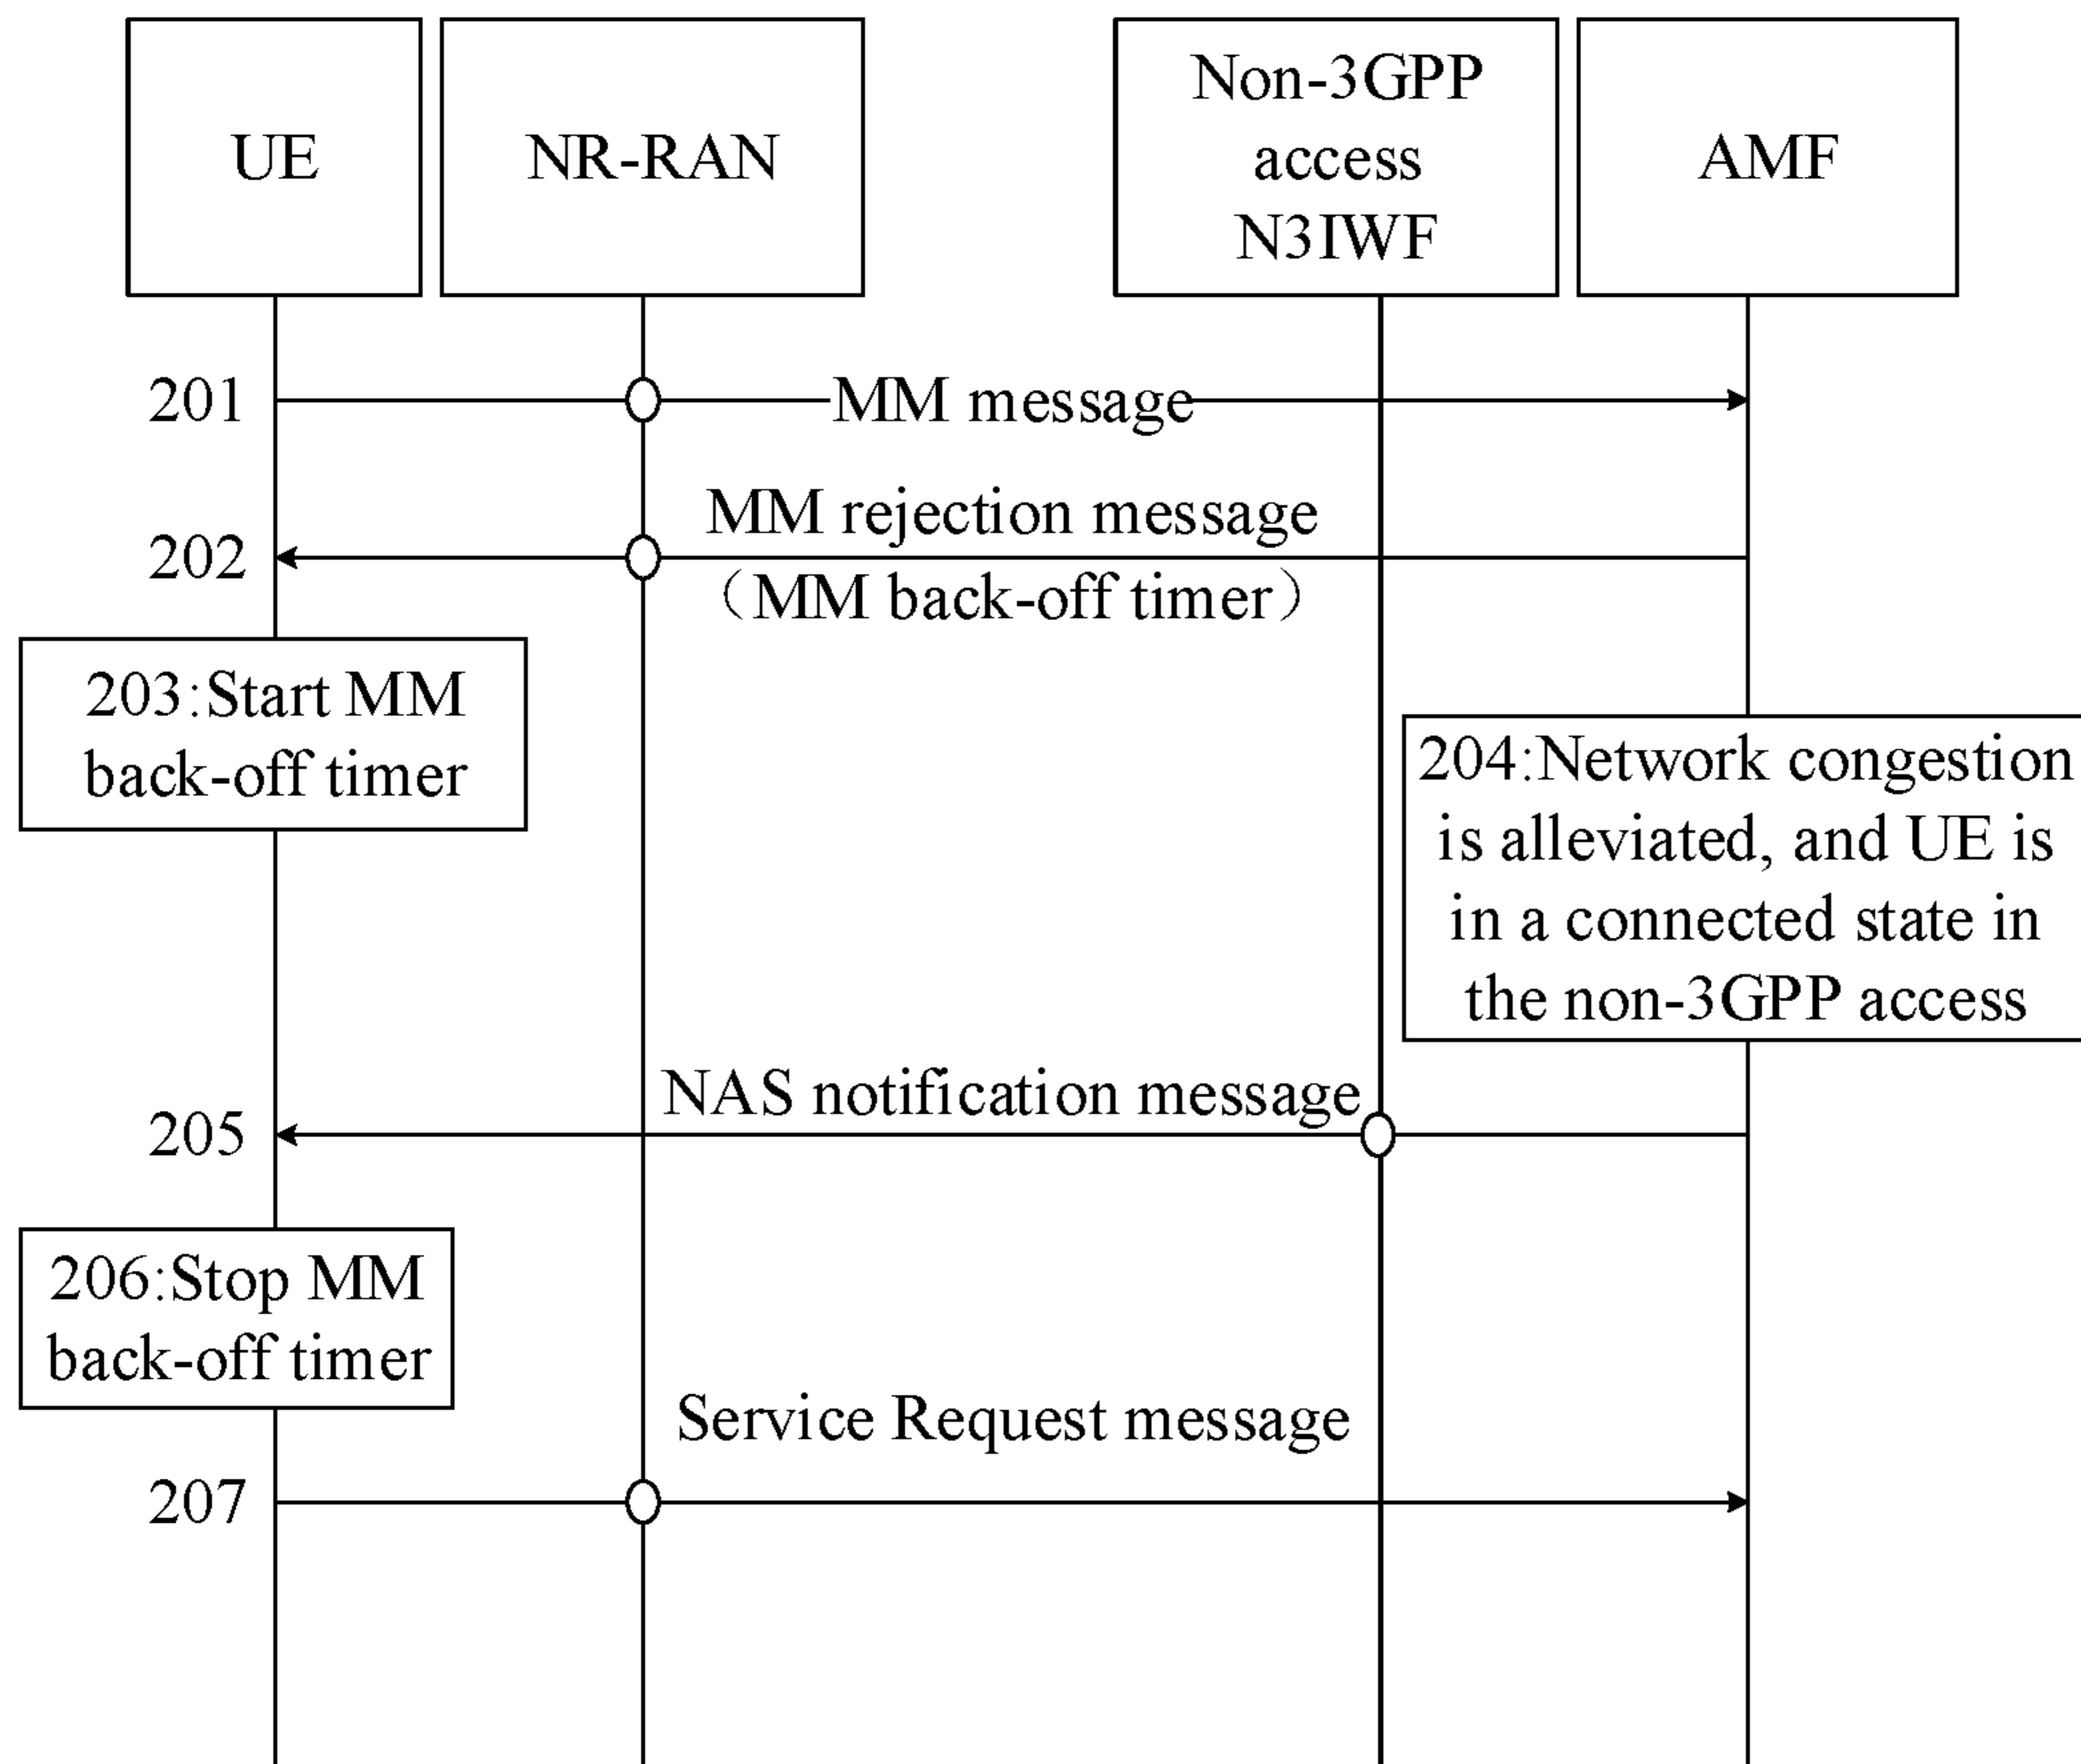 UE
NR-RAN
Non-3GPP
access
N3IWF
AMF
201
MM message
202
MM rejection message
（MM back-off timer）
203:Start MM
back-off timer
204:Network congestion
is alleviated, and UE is
in a connected state in
the non-3GPP access
NAS notification message
205
206:Stop MM
back-off timer
Service Request message
207